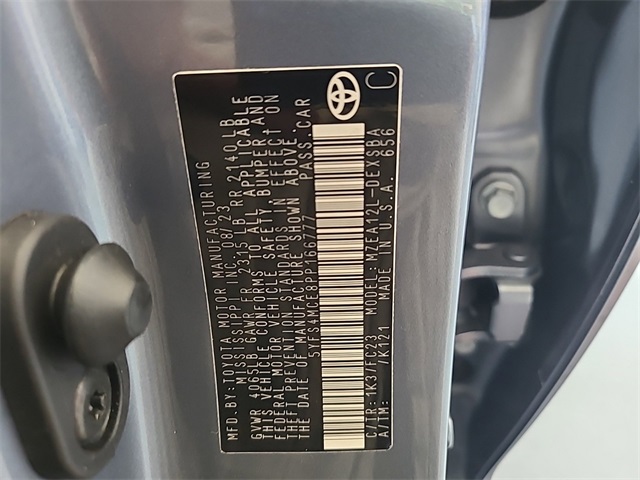 MFD.BY:TOYOTA MOTOR MANUFACTURING
MISSISSIPPI INC. 08/23
GVWR 4065LB GAWR FR 2315 LB RR 2140LB
THIS VEHICLE CONFORMS TO ALL APPLICABLE
FEDERAL MOTOR VEHICLE SAFETY BUMPER AND
THEFT PREVENTION STANDARDS IN EFFECT ON
THE DATE OF MANUFACTURE SHOWN ABOVE.
PASS.CAR
C/TR: 1K3/FC23 MODEL: MZEA12L-DEXSBA
A/TM: -/K121 MADE IN U.S.A. 656
C